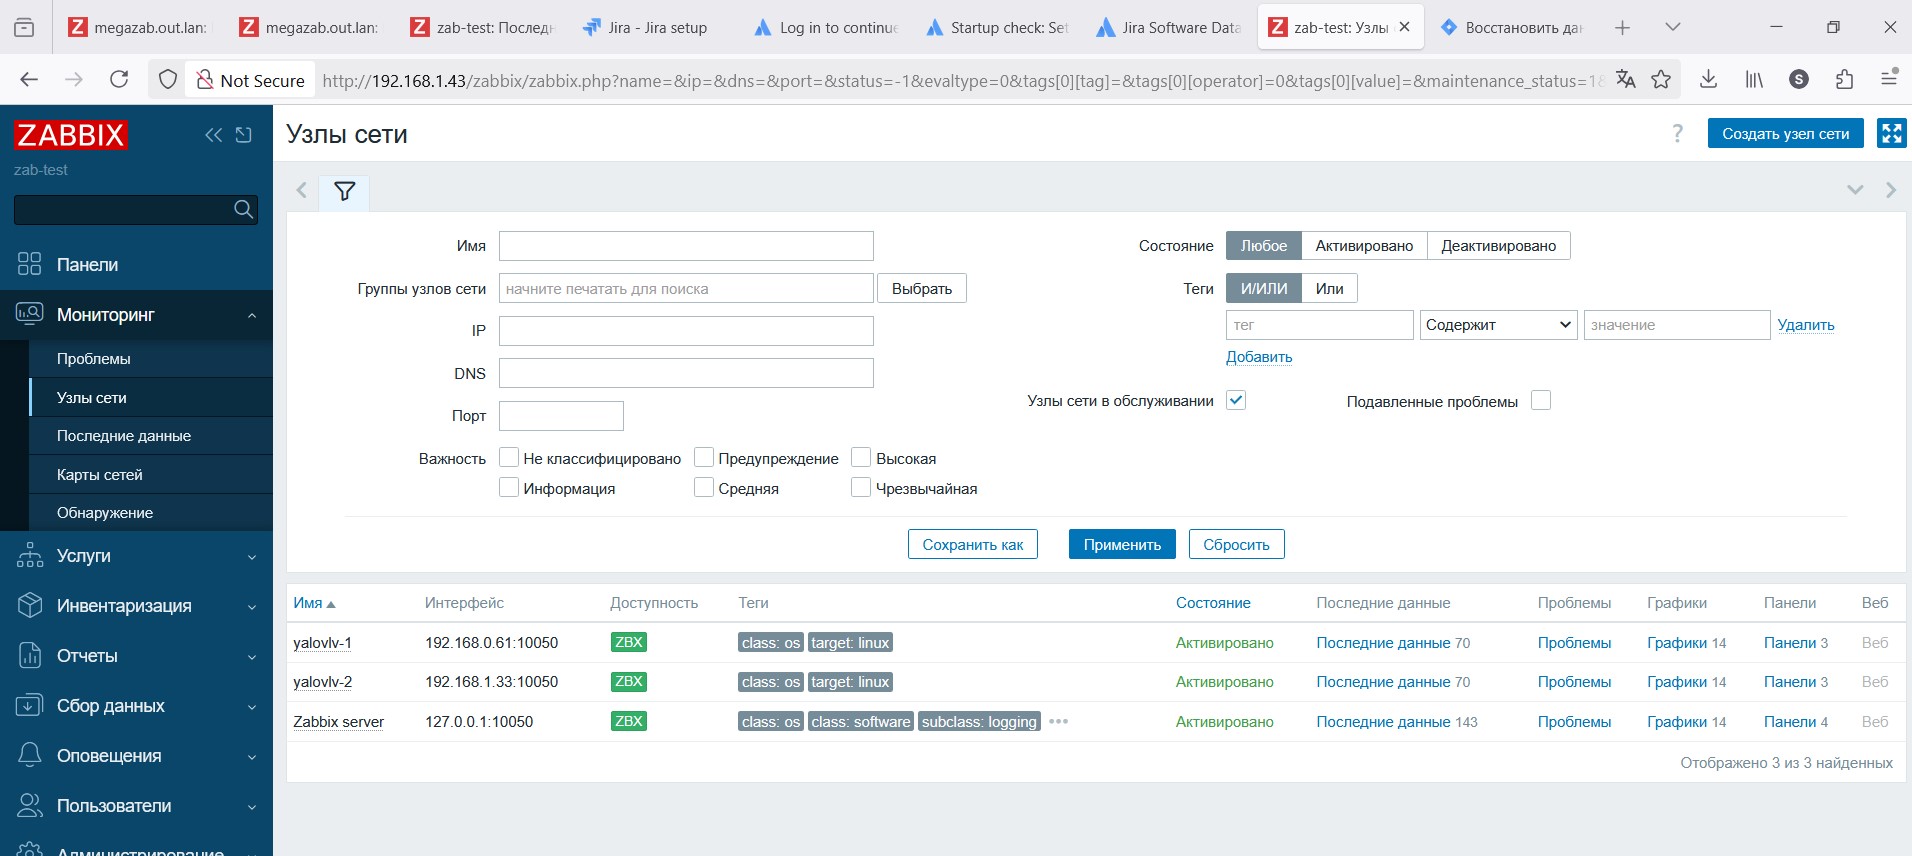 megazab.out.lan:
megazab.out.lan:
zab-test: Последн
Jira - Jira setup
Log in to continue
Startup check: Set
Jira Software Data
zab-test: Узлы
Восстановить дан
Not Secure
http://192.168.1.43/zabbix/zabbix.php?name=&ip=&dns=&port=&status=-1&evaltype=0&tags[0][tag]=&tags[0][operator]=0&tags[0][value]=&maintenance_status=1&
ZABBIX
zab-test
Панели
Мониторинг
Проблемы
Узлы сети
Последние данные
Карты сетей
Обнаружение
Услуги
Инвентаризация
Отчеты
Сбор данных
Оповещения
Пользователи
Администрирование
Узлы сети
? Создать узел сети
Имя
Группы узлов сети начните печатать для поиска Выбрать
IP
DNS
Порт
Важность Не классифицировано Предупреждение Высокая
Информация Средняя Чрезвычайная
Состояние Любое Активировано Деактивировано
Теги И/ИЛИ Или
тег Содержит значение Удалить
Добавить
Узлы сети в обслуживании Подавленные проблемы
Сохранить как Применить Сбросить
Имя Интерфейс Доступность Теги Состояние Последние данные Проблемы Графики Панели Веб
yalovlv-1 192.168.0.61:10050 ZBX class: os target: linux Активировано Последние данные 70 Проблемы Графики 14 Панели 3 Веб
yalovlv-2 192.168.1.33:10050 ZBX class: os target: linux Активировано Последние данные 70 Проблемы Графики 14 Панели 3 Веб
Zabbix server 127.0.0.1:10050 ZBX class: os class: software subclass: logging ••• Активировано Последние данные 143 Проблемы Графики 14 Панели 4 Веб
Отображено 3 из 3 найденных